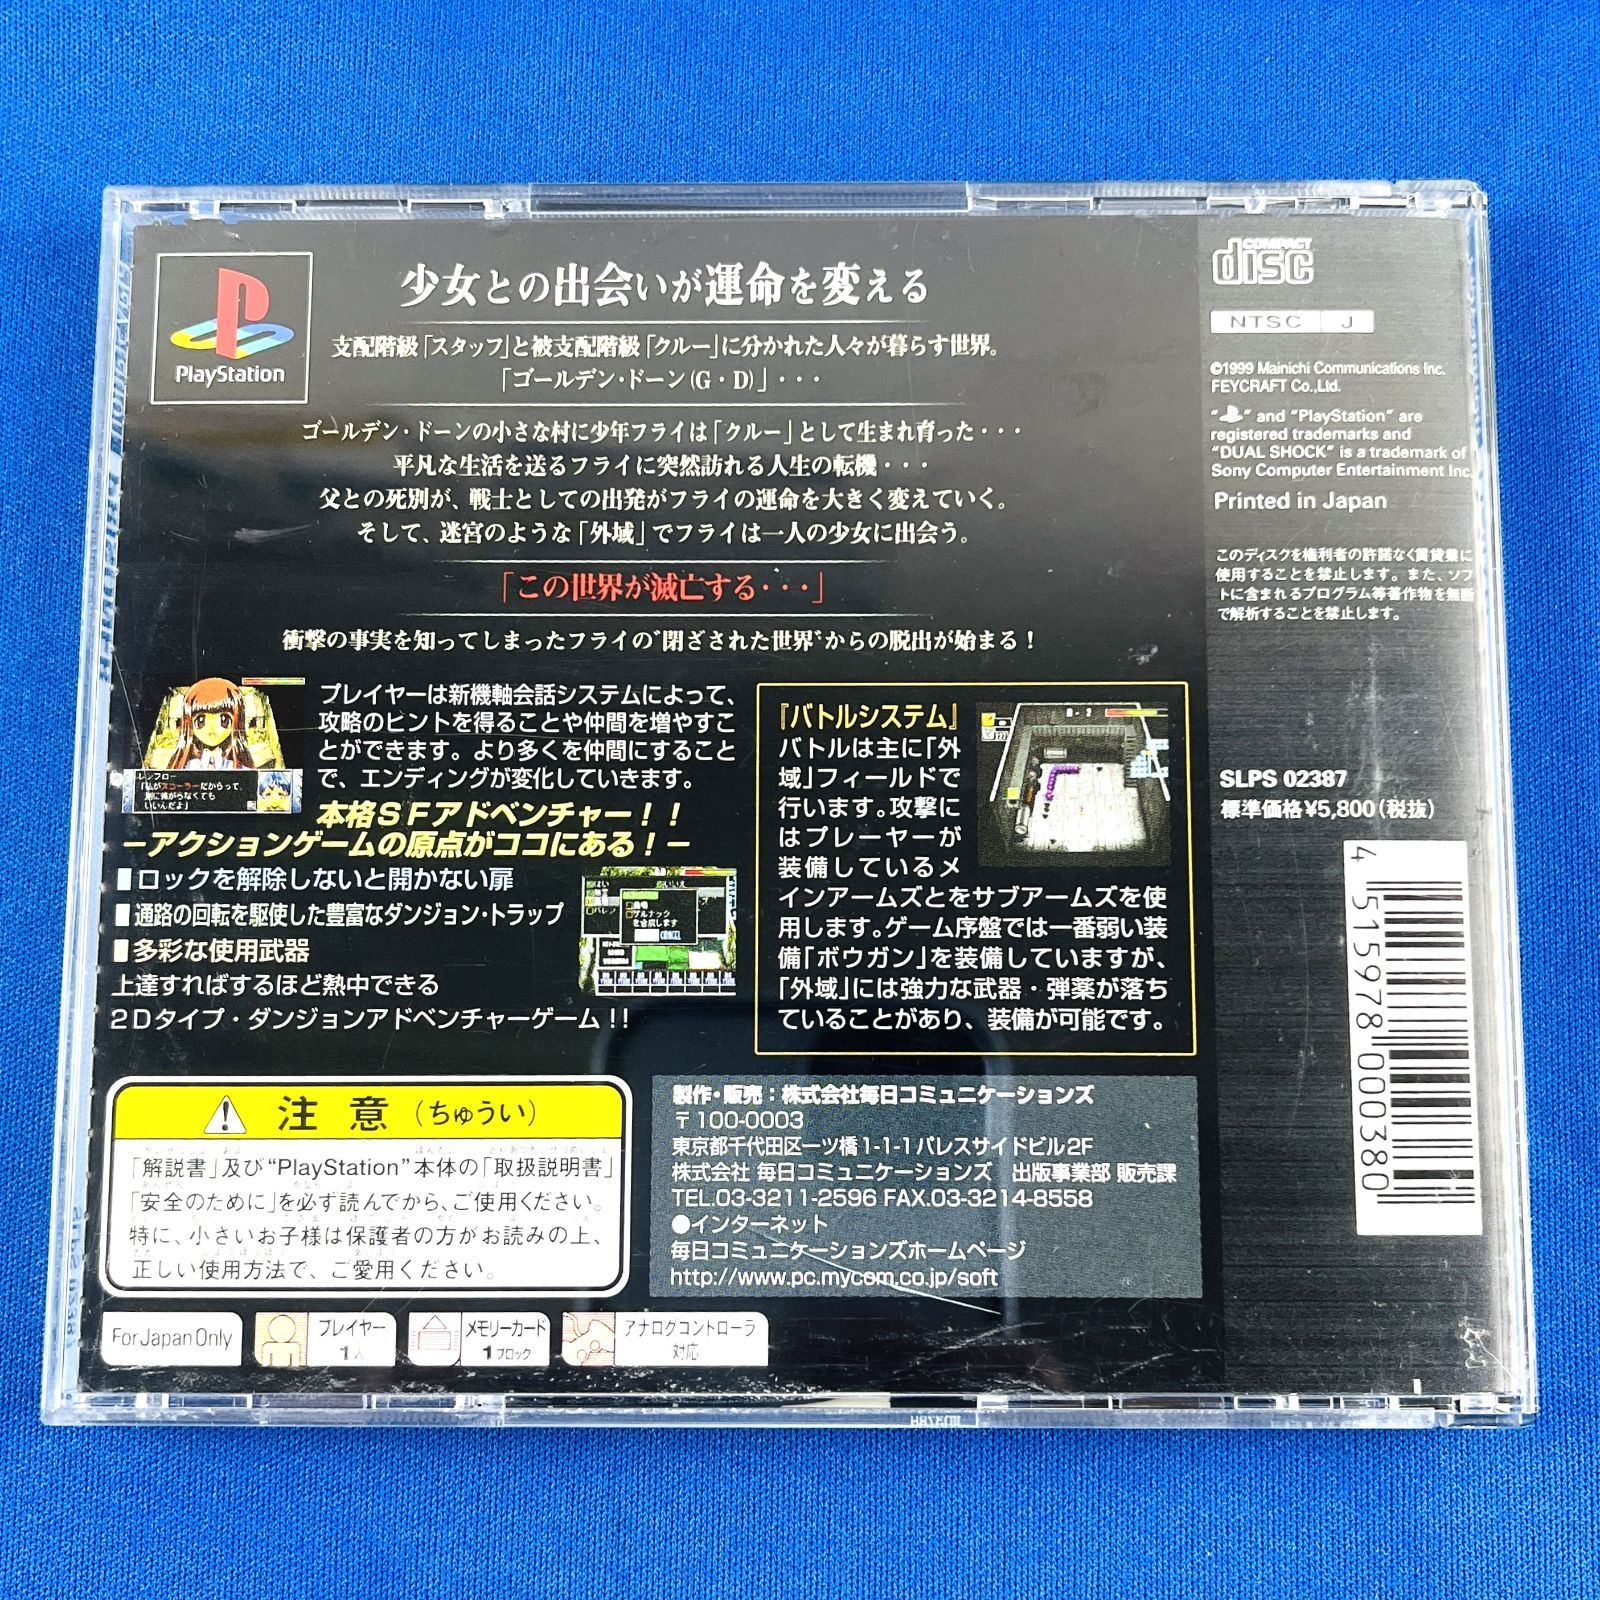 PlayStation
少女との出会いが運命を変える
支配階級「スタッフ」と被支配階級「クルー」に分かれた人々が暮らす世界。
「ゴールデン・ドーン(G・D)」・・・
ゴールデン・ドーンの小さな村に少年フライは「クルー」として生まれ育った・・・
平凡な生活を送るフライに突然訪れる人生の転機・・・
父との死別が、戦士としての出発がフライの運命を大きく変えていく。
そして、迷宮のような「外域」でフライは一人の少女に出会う。
「この世界が滅亡する・・・」
衝撃の事実を知ってしまったフライの〝閉ざされた世界〟からの脱出が始まる！
プレイヤーは新機軸会話システムによって、
攻略のヒントを得ることや仲間を増やすこ
とができます。より多くを仲間にすること
で、エンディングが変化していきます。
レンフロー
「私がスコーラーだからって、
別に嫌がらなくても
いいんだよ」
本格ＳＦアドベンチャー！！
－アクションゲームの原点がココにある！－
■ロックを解除しないと開かない扉
■通路の回転を駆使した豊富なダンジョン・トラップ
■多彩な使用武器
上達すればするほど熱中できる
２Ｄタイプ・ダンジョンアドベンチャーゲーム！！
『バトルシステム』
バトルは主に「外
域」フィールドで
行います。攻撃に
はプレーヤーが
装備しているメ
インアームズとをサブアームズを使
用します。ゲーム序盤では一番弱い装
備「ボウガン」を装備していますが、
「外域」には強力な武器・弾薬が落ち
ていることがあり、装備が可能です。
注意（ちゅうい）
「解説書」及び“PlayStation”本体の「取扱説明書」
「安全のために」を必ず読んでから、ご使用ください。
特に、小さいお子様は保護者の方がお読みの上、
正しい使用方法で、ご愛用ください。
製作・販売：株式会社毎日コミュニケーションズ
〒100-0003
東京都千代田区一ツ橋1-1-1パレスサイドビル2F
株式会社 毎日コミュニケーションズ　出版事業部 販売課
TEL.03-3211-2596 FAX.03-3214-8558
●インターネット
毎日コミュニケーションズホームページ
http://www.pc.mycom.co.jp/soft
For Japan Only
プレイヤー
1人
メモリーカード
1ブロック
アナログコントローラ
対応
COMPACT
disc
NTSC J
©1999 Mainichi Communications Inc.
FEYCRAFT Co.,Ltd.
“ ” and “PlayStation” are
registered trademarks and
“DUAL SHOCK” is a trademark of
Sony Computer Entertainment Inc.
Printed in Japan
このディスクを権利者の許諾なく賃貸業に
使用することを禁止します。また、ソフ
トに含まれるプログラム等著作物を無断
で解析することを禁止します。
SLPS 02387
標準価格¥5,800(税抜)
4 515978 000380